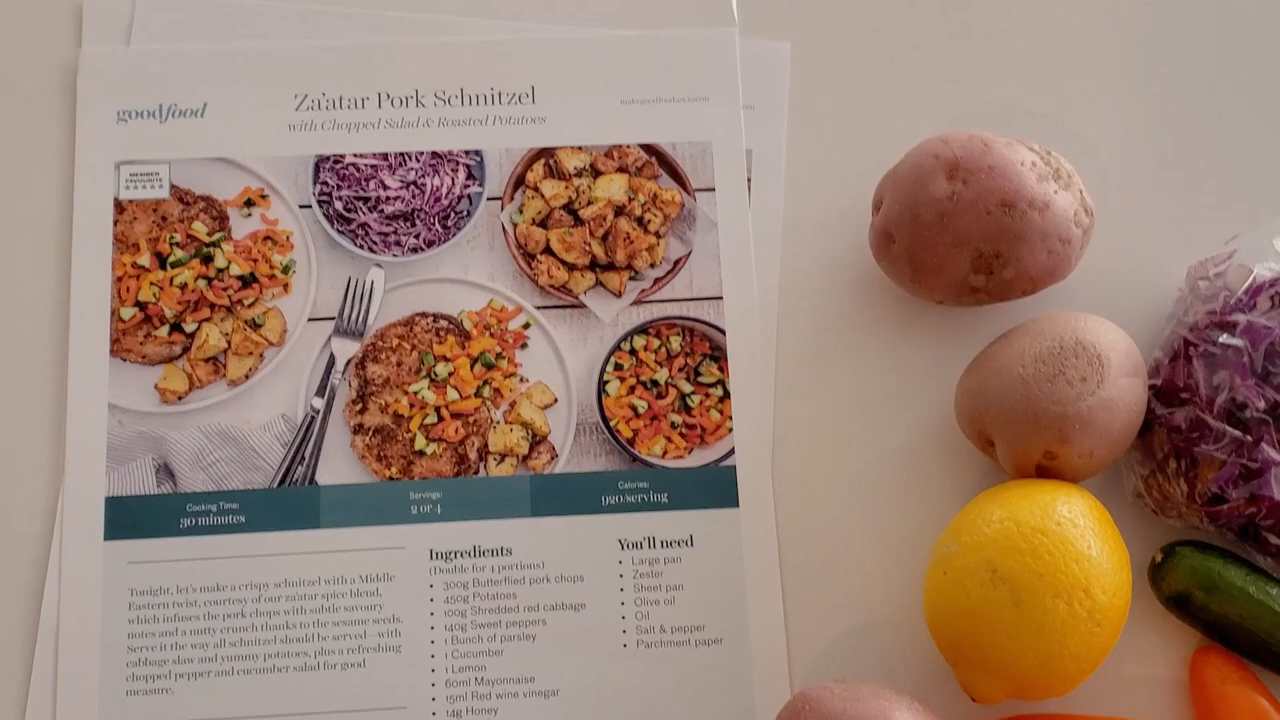 goodfood
Za'atar Pork Schnitzel
with Chopped Salad & Roasted Potatoes
MEMBER
FAVOURITE
Cooking Time:
30 minutes
Servings:
2 or 4
Calories:
920/serving
Tonight, let's make a crispy schnitzel with a Middle
Eastern twist, courtesy of our za'atar spice blend,
which infuses the pork chops with subtle savoury
notes and a nutty crunch thanks to the sesame seeds.
Serve it the way all schnitzel should be served—with
cabbage slaw and yummy potatoes, plus a refreshing
chopped pepper and cucumber salad for good
measure.
Ingredients
(Double for 4 portions)
• 300g Butterflied pork chops
• 450g Potatoes
• 100g Shredded red cabbage
• 140g Sweet peppers
• 1 Bunch of parsley
• 1 Cucumber
• 1 Lemon
• 60ml Mayonnaise
• 15ml Red wine vinegar
• 14g Honey
You'll need
• Large pan
• Zester
• Sheet pan
• Olive oil
• Oil
• Salt & pepper
• Parchment paper